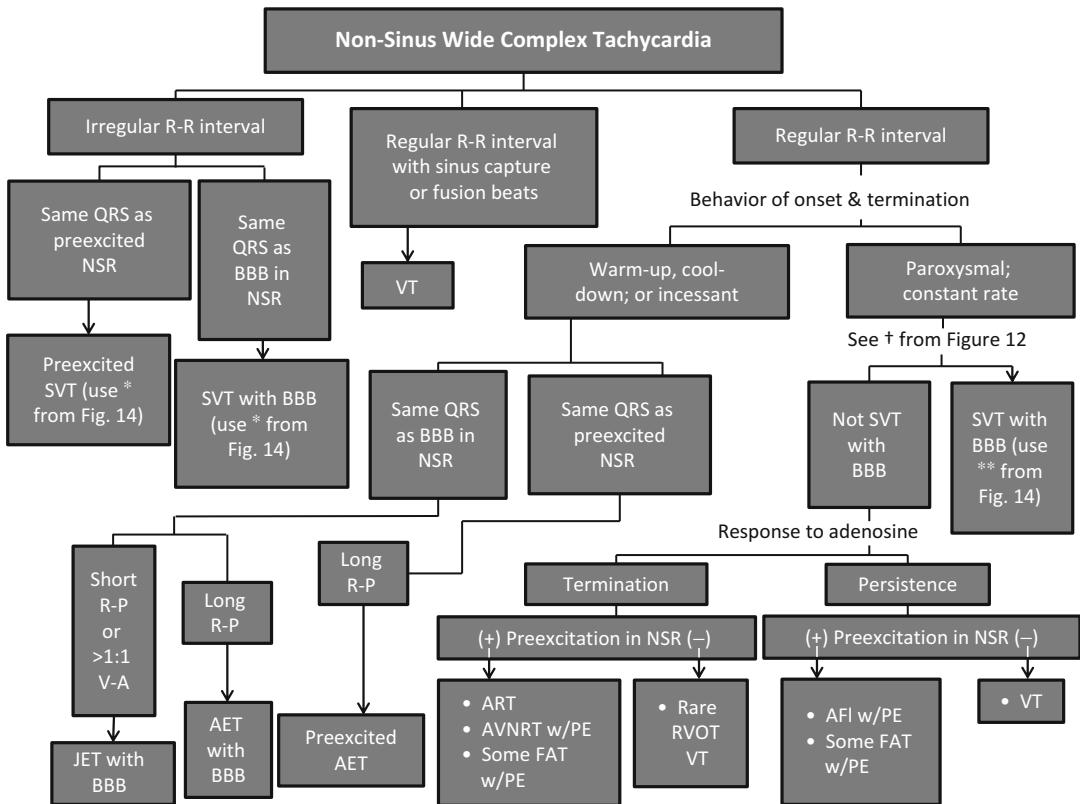 Non-Sinus Wide Complex Tachycardia
Irregular R-R interval
Same QRS as
preexcited
NSR
Preexcited
SVT (use *
from Fig. 14)
Same
QRS as
BBB in
NSR
SVT with BBB
(use * from
Fig. 14)
Regular R-R interval
with sinus capture
or fusion beats
VT
Regular R-R interval
Behavior of onset & termination
Warm-up, cool-
down; or incessant
Same QRS
as BBB in
NSR
Short
R-P
or
>1:1
V-A
JET with
BBB
Long
R-P
AET
with
BBB
Same QRS as
preexcited
NSR
Long
R-P
Preexcited
AET
Paroxysmal;
constant rate
See † from Figure 12
Not SVT
with
BBB
SVT with
BBB (use
** from
Fig. 14)
Response to adenosine
Termination
(+) Preexcitation in NSR (−)
• ART
• AVNRT w/PE
• Some FAT
w/PE
• Rare
RVOT
VT
Persistence
(+) Preexcitation in NSR (−)
• AFl w/PE
• Some FAT
w/PE
• VT